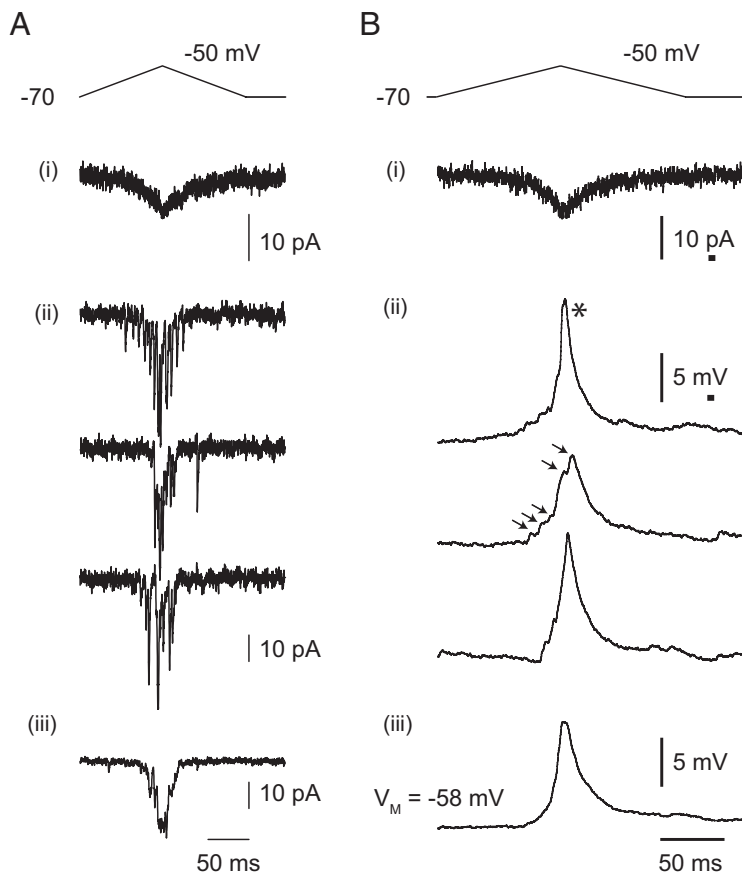 A
-50 mV
-70
(i)
10 pA
(ii)
10 pA
(iii)
10 pA
50 ms
B
-50 mV
-70
(i)
10 pA
(ii)
*
5 mV
(iii)
5 mV
V_M = -58 mV
50 ms